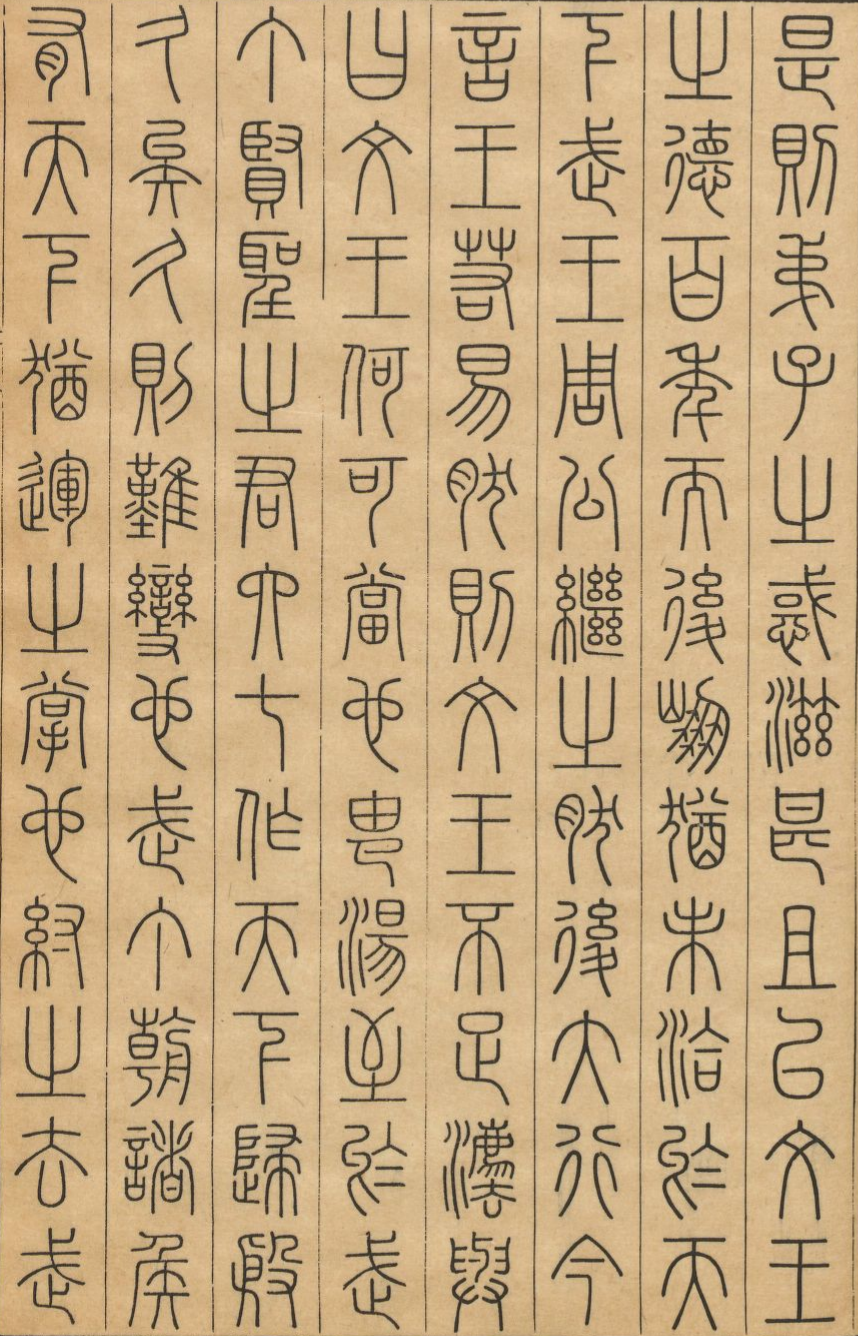 是則弟子之惑滋甚且以文王
之德百年而後崩猶未洽於天
下武王周公繼之然後大行今
言王若易然則文王不足灋與
曰文王何可當也由湯至於武
丁賢聖之君六七作天下歸殷
久矣久則難變也武丁朝諸侯
有天下猶運之掌也紂之去武